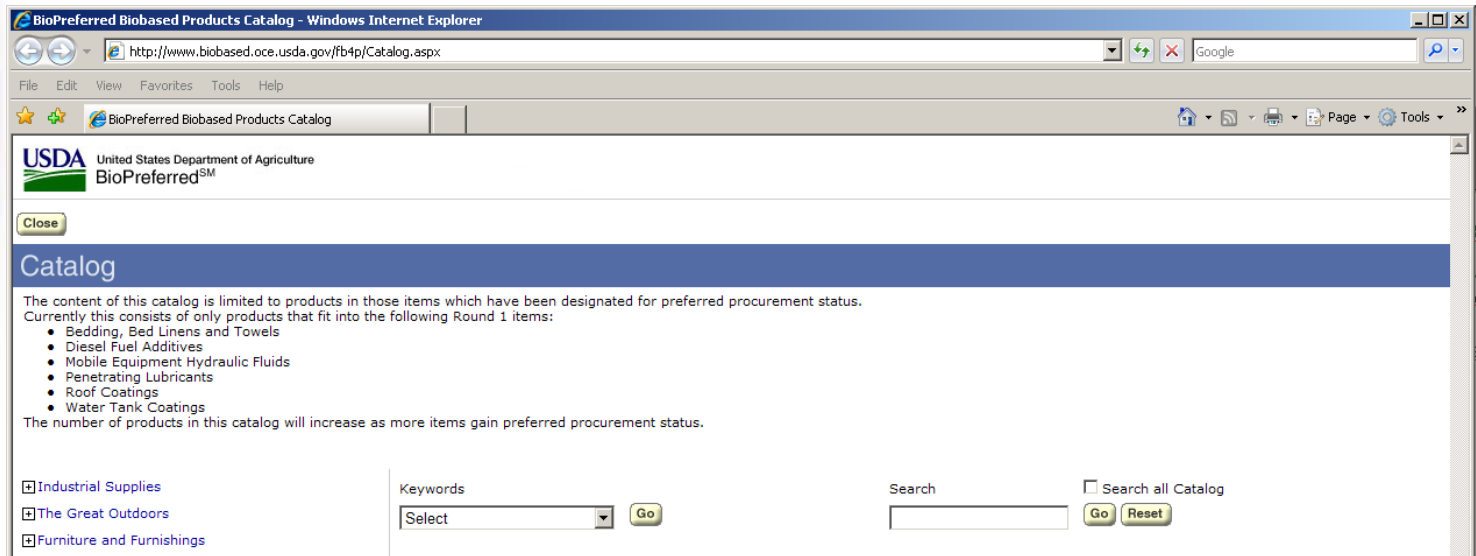 BioPreferred Biobased Products Catalog - Windows Internet Explorer
http://www.biobased.oce.usda.gov/fb4p/Catalog.aspx
Google
File Edit View Favorites Tools Help
BioPreferred Biobased Products Catalog
Page Tools »
USDA United States Department of Agriculture
BioPreferredSM
Close
Catalog
The content of this catalog is limited to products in those items which have been designated for preferred procurement status.
Currently this consists of only products that fit into the following Round 1 items:
• Bedding, Bed Linens and Towels
• Diesel Fuel Additives
• Mobile Equipment Hydraulic Fluids
• Penetrating Lubricants
• Roof Coatings
• Water Tank Coatings
The number of products in this catalog will increase as more items gain preferred procurement status.
Industrial Supplies
The Great Outdoors
Furniture and Furnishings
Keywords
Select Go
Search
Search all Catalog
Go Reset